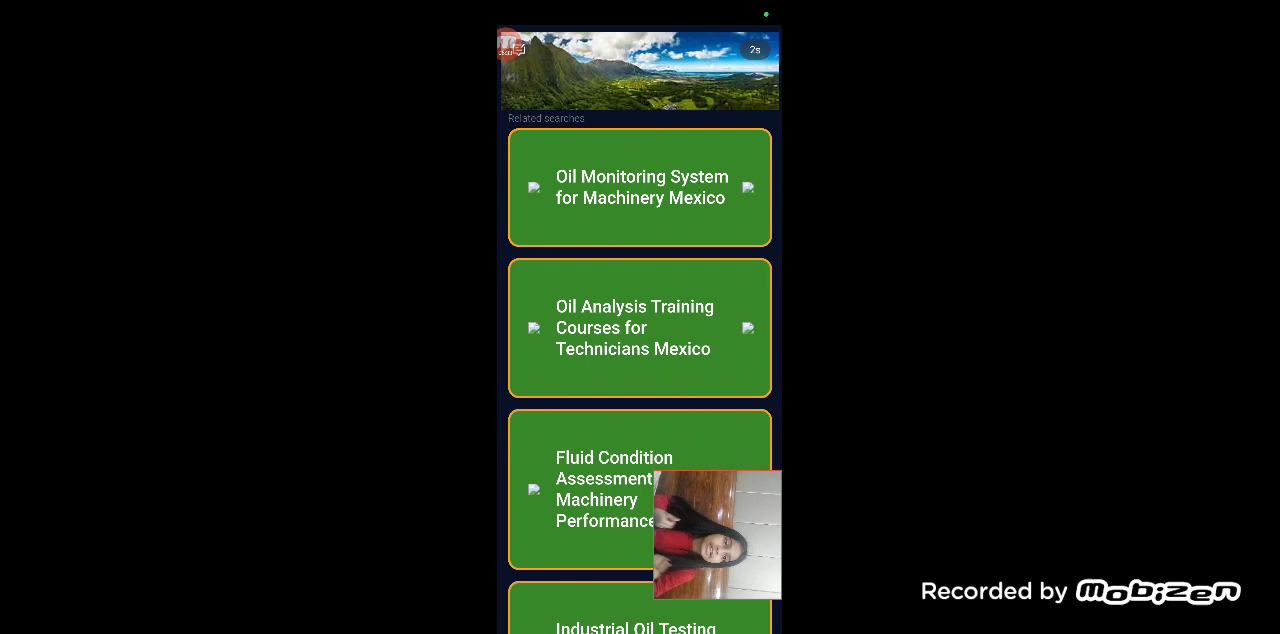 2s
Related searches
Oil Monitoring System
for Machinery Mexico
Oil Analysis Training
Courses for
Technicians Mexico
Fluid Condition
Assessment
Machinery
Performance
Industrial Oil Testing
Recorded by mobizen